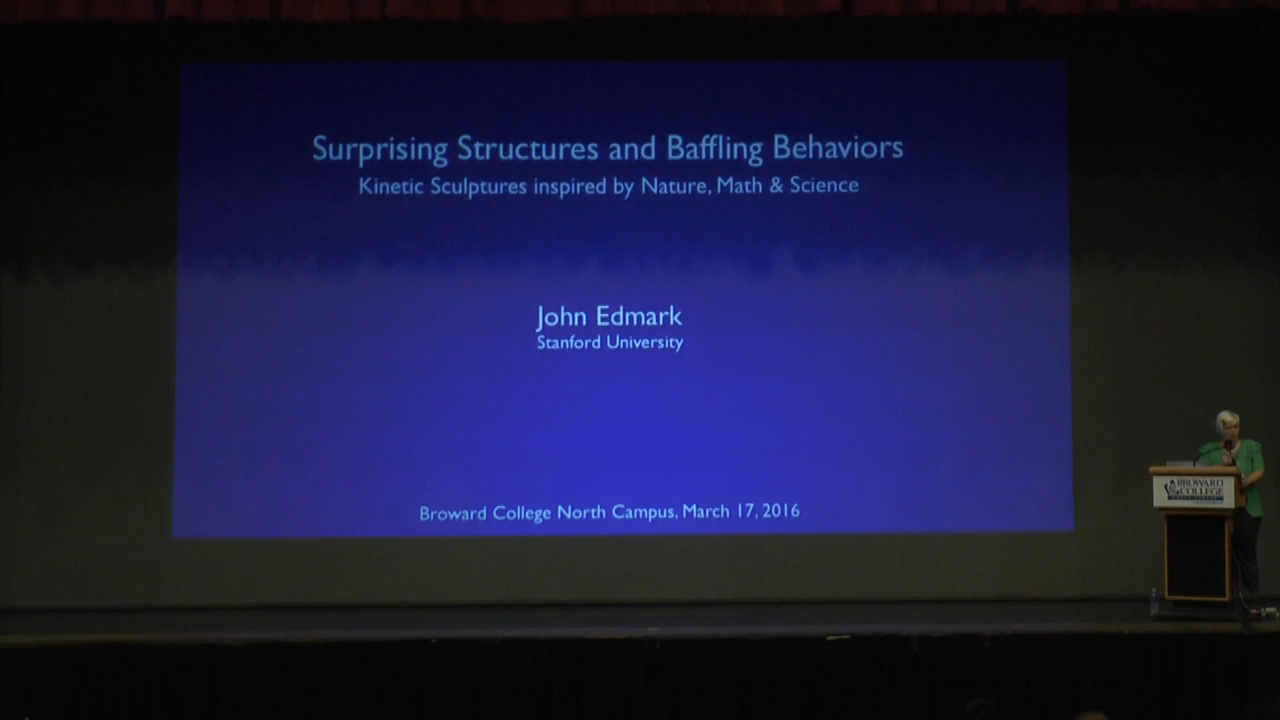 Surprising Structures and Baffling Behaviors
Kinetic Sculptures inspired by Nature, Math & Science
John Edmark
Stanford University
Broward College North Campus, March 17, 2016
BROWARD
COLLEGE